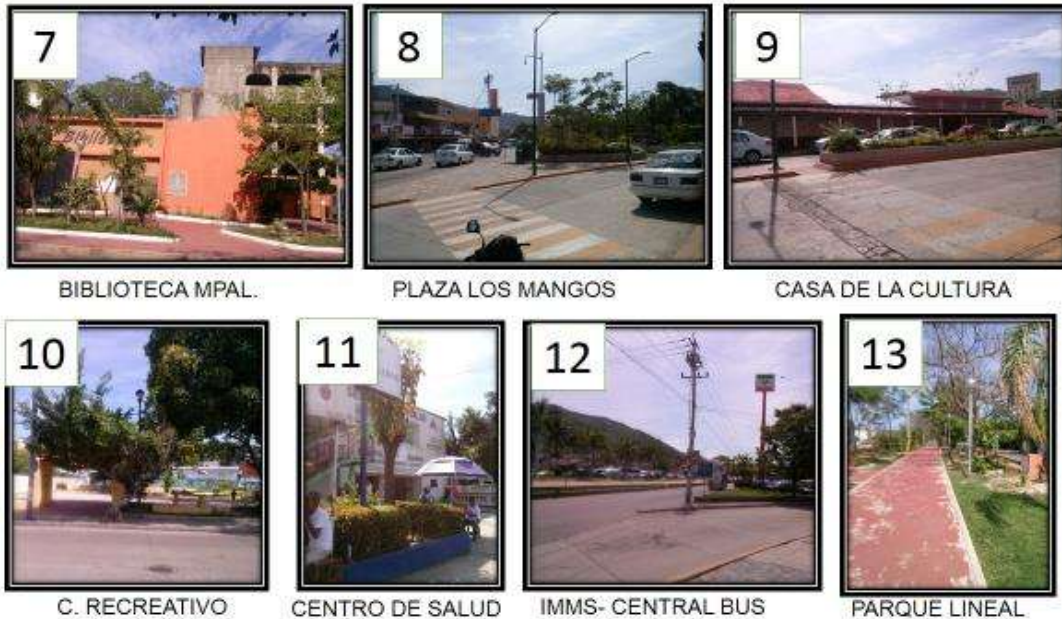 7
8
9
Biblio
BIBLIOTECA MPAL.
PLAZA LOS MANGOS
CASA DE LA CULTURA
10
11
12
13
C. RECREATIVO
CENTRO DE SALUD
IMMS- CENTRAL BUS
PARQUE LINEAL